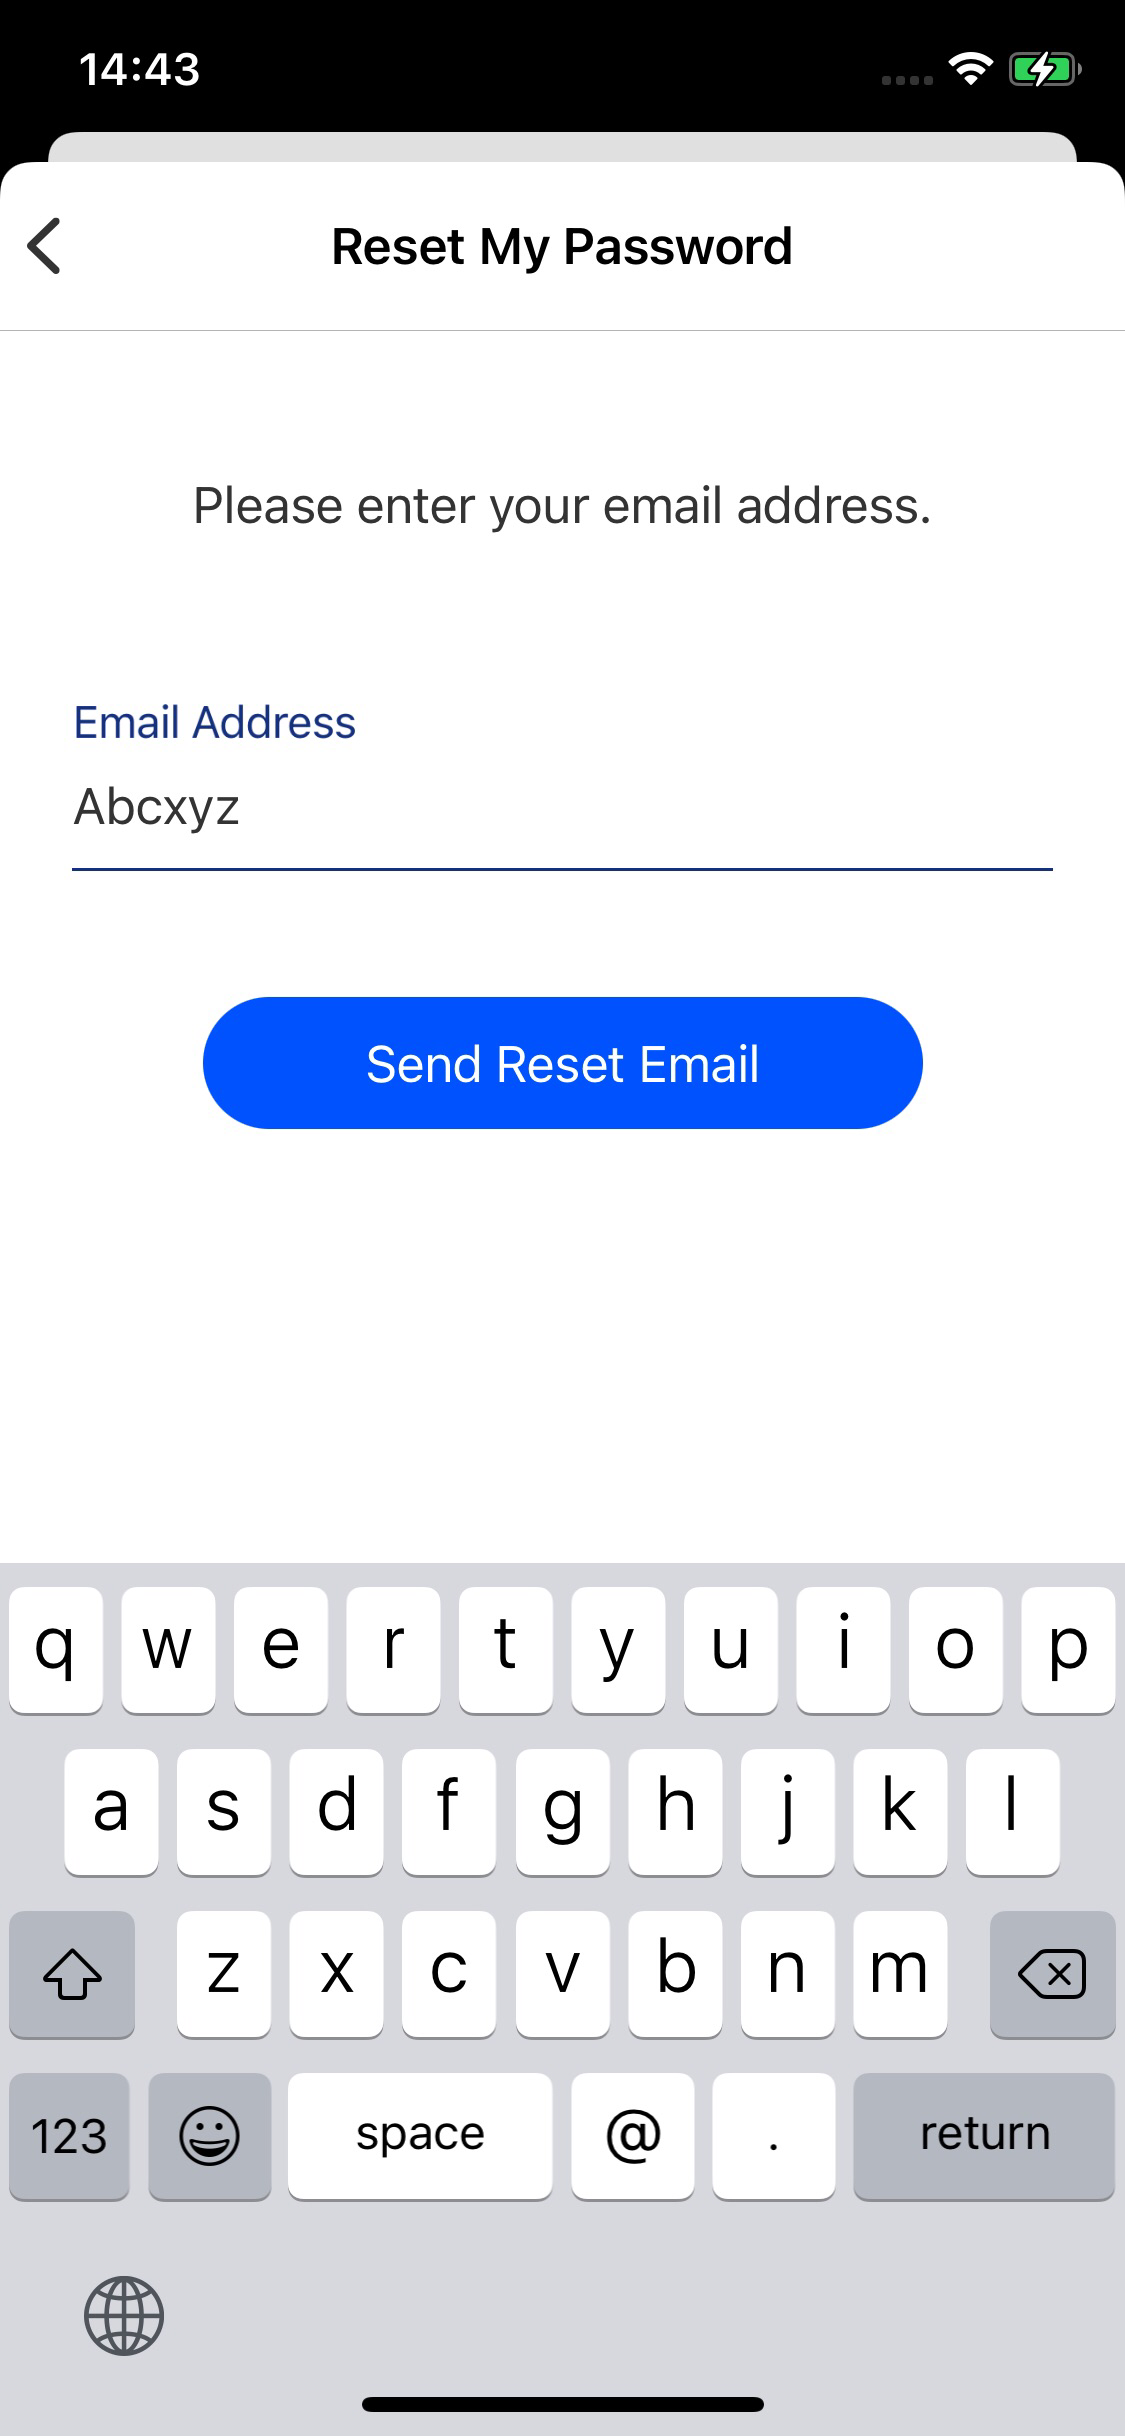 14:43
Reset My Password
Please enter your email address.
Email Address
Abcxyz
Send Reset Email
q w e r t y u i o p
a s d f g h j k l
z x c v b n m
123 space @ . return